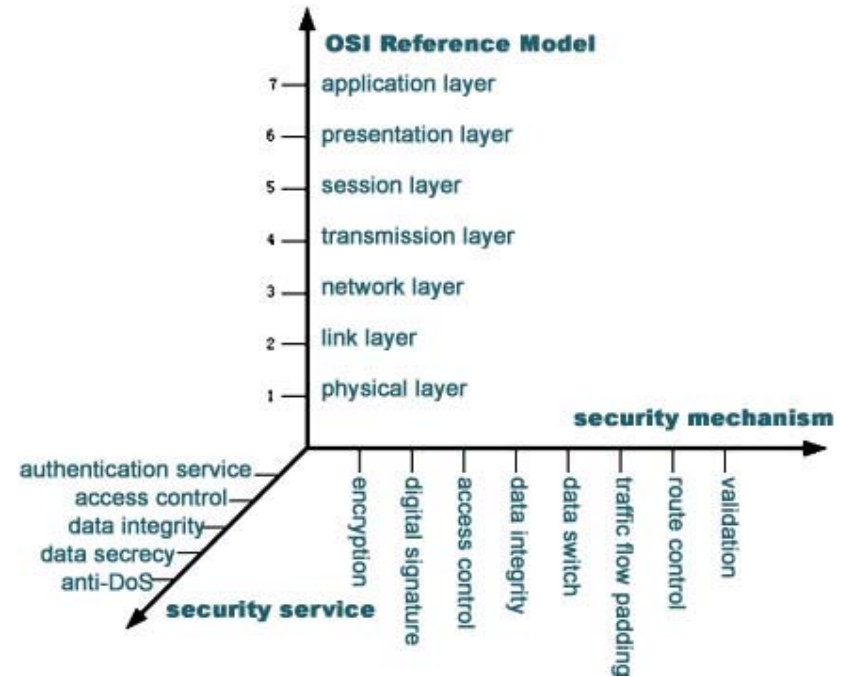 OSI Reference Model
7 application layer
6 presentation layer
5 session layer
4 transmission layer
3 network layer
2 link layer
1 physical layer
security mechanism
encryption
digital signature
access control
data integrity
data switch
traffic flow padding
route control
validation
authentication service
access control
data integrity
data secrecy
anti-DoS
security service